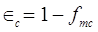 ∈c = 1 − fmc